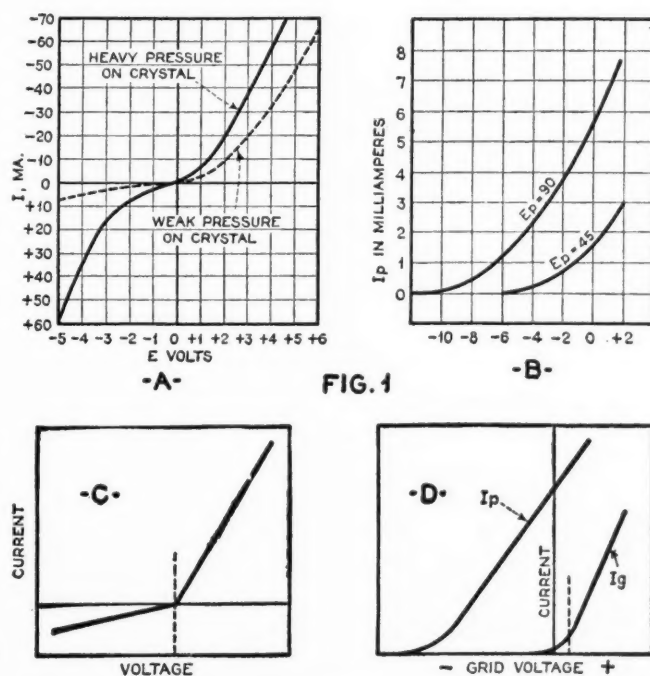 -70
-60
-50
-40
-30
-20
-10
0
+10
+20
+30
+40
+50
+60
I, MA.
HEAVY PRESSURE
ON CRYSTAL
WEAK PRESSURE
ON CRYSTAL
-5 -4 -3 -2 -1 0 +1 +2 +3 +4 +5 +6
E VOLTS
-A-
8
7
6
5
4
3
2
1
0
Ip IN MILLIAMPERES
Ep=90
Ep=45
-10 -8 -6 -4 -2 0 +2
-B-
FIG. 1
-C-
CURRENT
VOLTAGE
-D-
Ip
CURRENT
Ig
- GRID VOLTAGE +